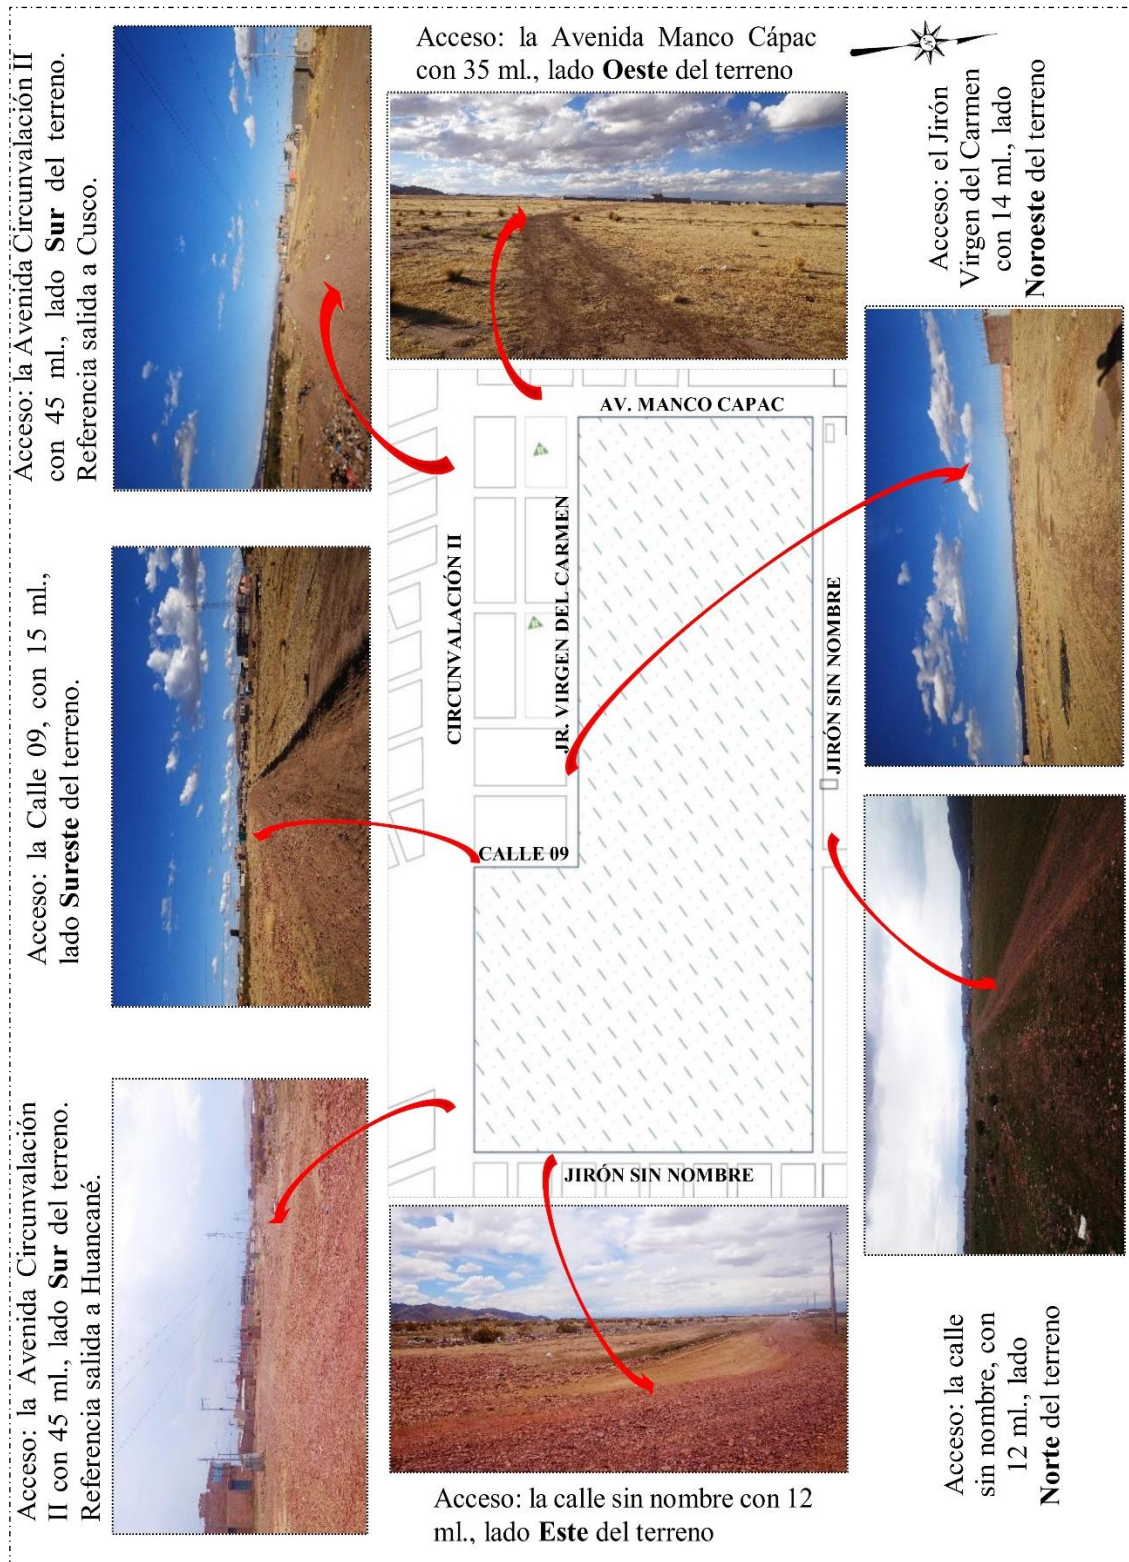 Acceso: la Avenida Circunvalación II
con 45 ml., lado Sur del terreno.
Referencia salida a Cusco.
Acceso: la Avenida Manco Cápac
con 35 ml., lado Oeste del terreno
N
Acceso: el Jirón
Virgen del Carmen
con 14 ml., lado
Noroeste del terreno
Acceso: la Calle 09, con 15 ml.,
lado Sureste del terreno.
AV. MANCO CAPAC
CIRCUNVALACIÓN II
JR. VIRGEN DEL CARMEN
JIRÓN SIN NOMBRE
CALLE 09
JIRÓN SIN NOMBRE
Acceso: la Avenida Circunvalación
II con 45 ml., lado Sur del terreno.
Referencia salida a Huancané.
Acceso: la calle sin nombre con 12
ml., lado Este del terreno
Acceso: la calle
sin nombre, con
12 ml., lado
Norte del terreno